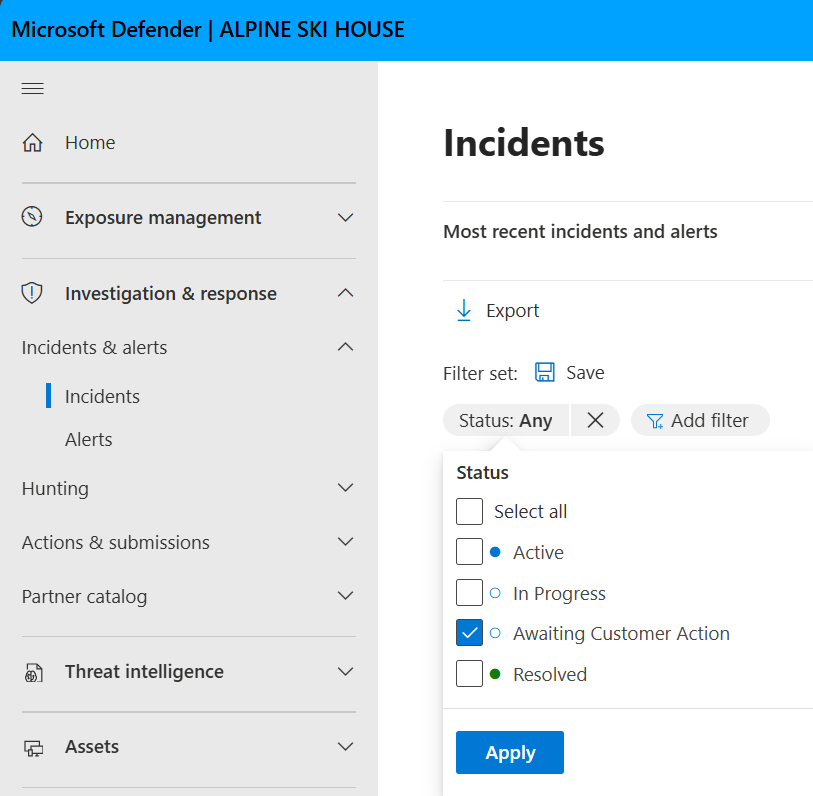 Microsoft Defender | ALPINE SKI HOUSE
Home
Exposure management
Investigation & response
Incidents & alerts
Incidents
Alerts
Hunting
Actions & submissions
Partner catalog
Threat intelligence
Assets
Incidents
Most recent incidents and alerts
Export
Filter set: Save
Status: Any Add filter
Status
Select all
Active
In Progress
Awaiting Customer Action
Resolved
Apply